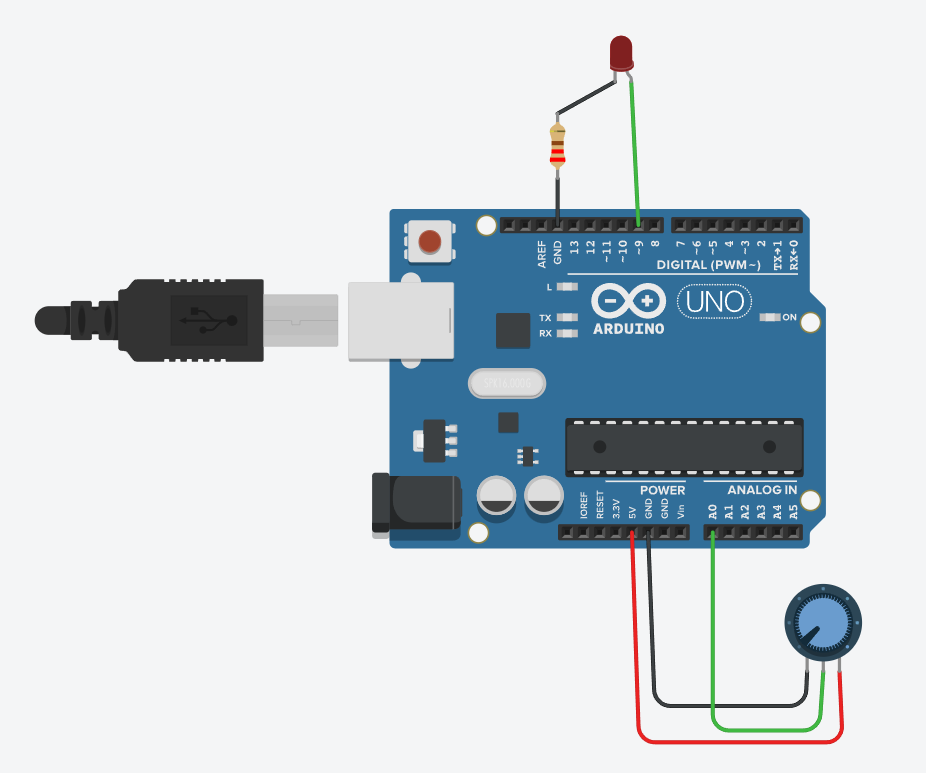 AREF
GND
13
12
~11
~10
~9
8
7
~6
~5
4
~3
2
TX→1
RX←0
DIGITAL (PWM~)
L
TX
RX
UNO
ARDUINO
ON
POWER
ANALOG IN
IOREF
RESET
3.3V
5V
GND
GND
Vin
A0
A1
A2
A3
A4
A5